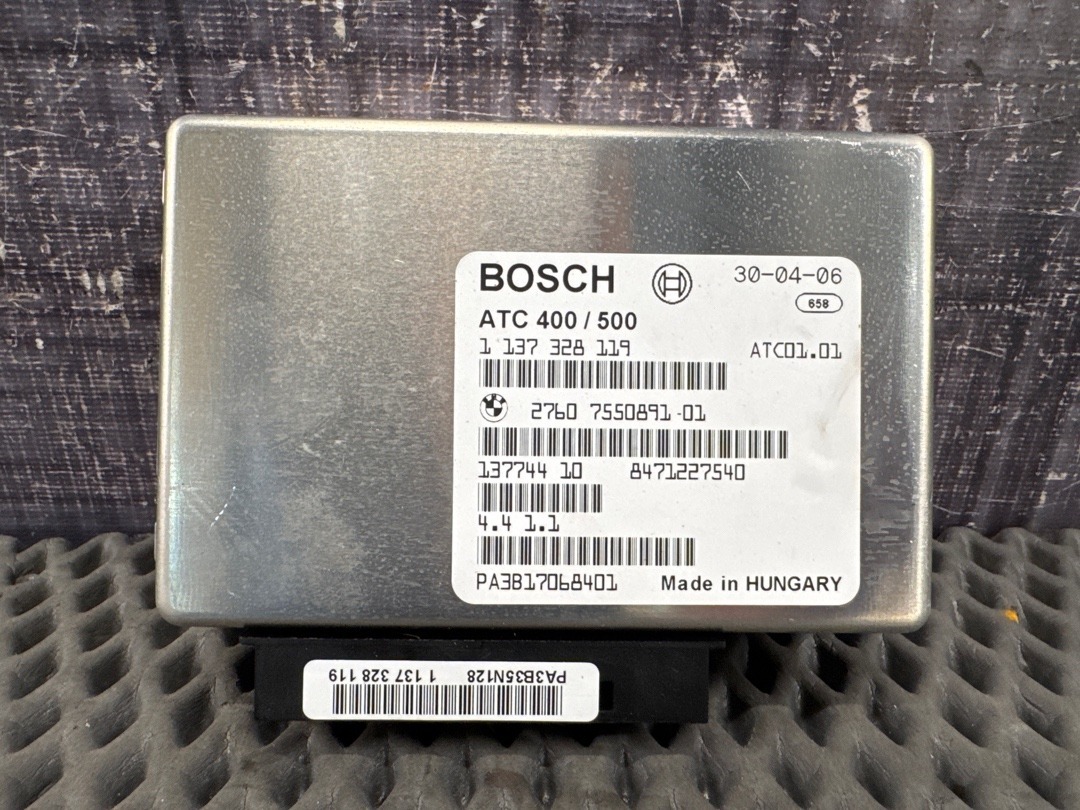 BOSCH 30-04-06
658
ATC 400 / 500
1 137 328 119 ATC01.01
2760 7550891-01
137744 10 8471227540
4.4 1.1
PA3B17068401 Made in HUNGARY
PA3B35N128 1 137 328 119